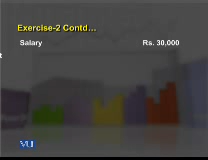 Exercise-2 Contd...
Salary Rs. 30,000
t
VU